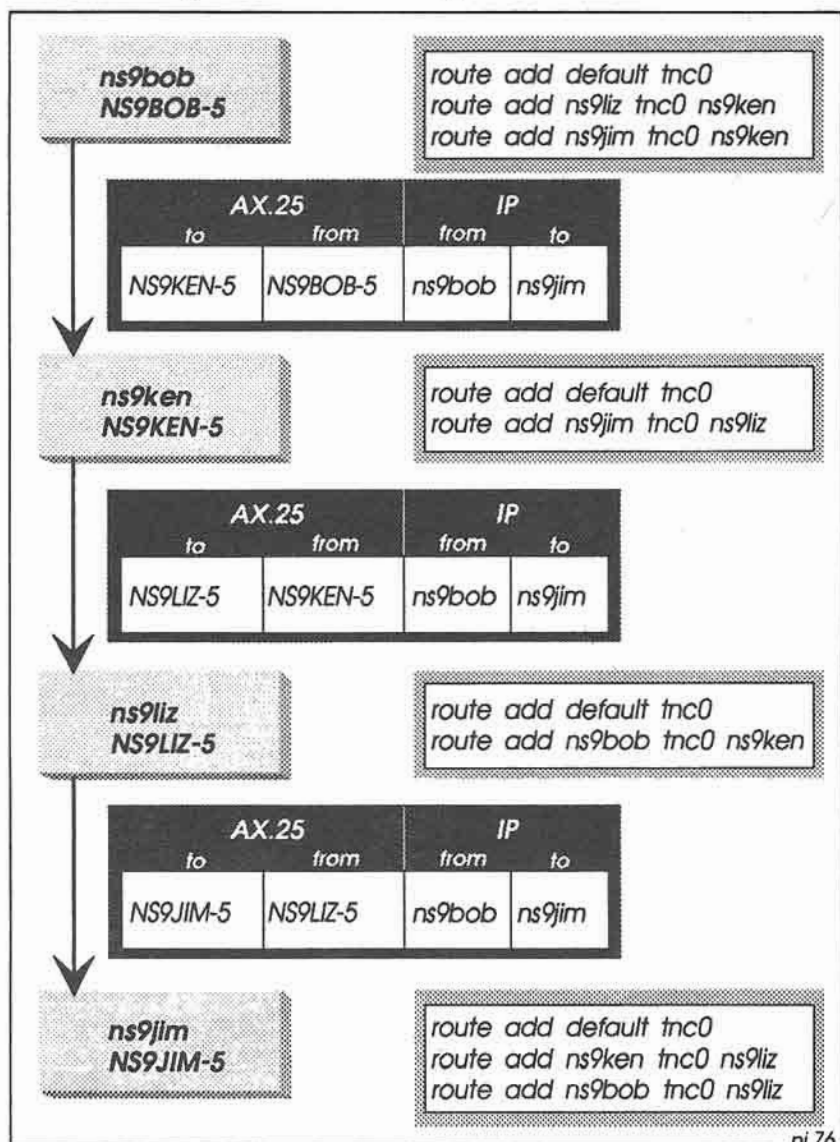 ns9bob
NS9BOB-5
route add default tnc0
route add ns9liz tnc0 ns9ken
route add ns9jim tnc0 ns9ken
AX.25 IP
to from from to
NS9KEN-5 NS9BOB-5 ns9bob ns9jim
ns9ken
NS9KEN-5
route add default tnc0
route add ns9jim tnc0 ns9liz
AX.25 IP
to from from to
NS9LIZ-5 NS9KEN-5 ns9bob ns9jim
ns9liz
NS9LIZ-5
route add default tnc0
route add ns9bob tnc0 ns9ken
AX.25 IP
to from from to
NS9JIM-5 NS9LIZ-5 ns9bob ns9jim
ns9jim
NS9JIM-5
route add default tnc0
route add ns9ken tnc0 ns9liz
route add ns9bob tnc0 ns9liz
ni.76